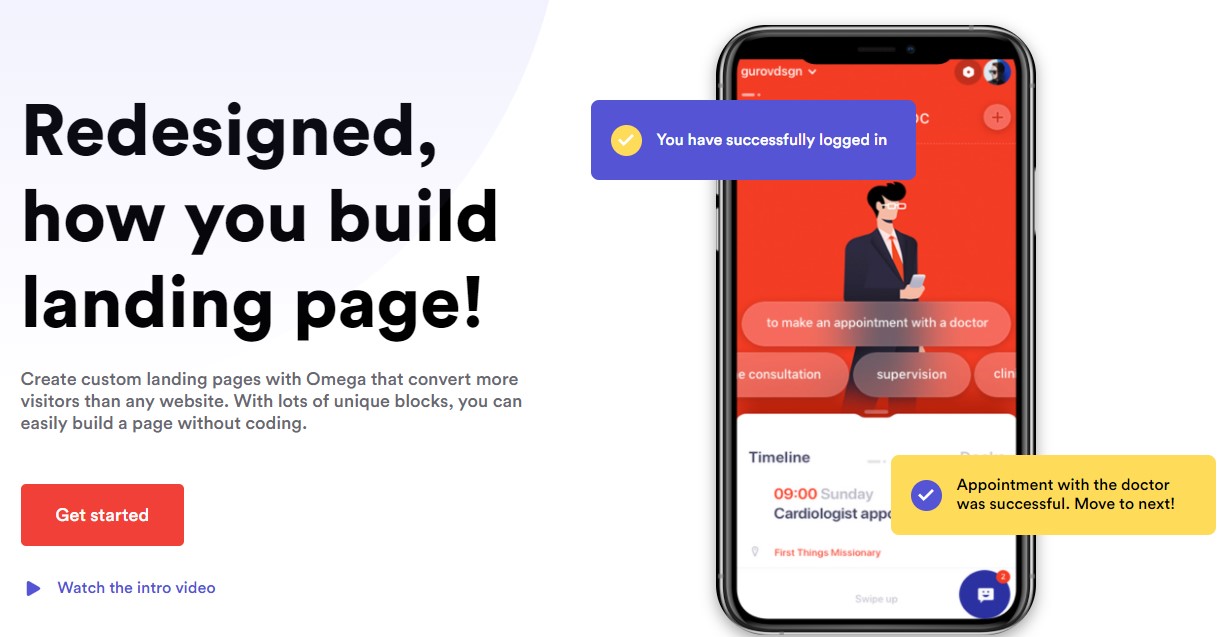 Redesigned,
how you build
landing page!
Create custom landing pages with Omega that convert more
visitors than any website. With lots of unique blocks, you can
easily build a page without coding.
Get started
Watch the intro video
gurovdsgn
You have successfully logged in
to make an appointment with a doctor
consultation
supervision
Timeline
09:00 Sunday
Cardiologist
Appointment with the doctor
was successful. Move to next!
First Things Missionary
2
Swipe up